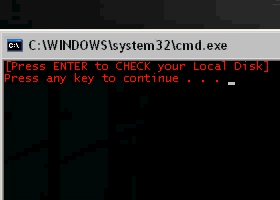 C:\WINDOWS\system32\cmd.exe
[Press ENTER to CHECK your Local Disk]
Press any key to continue . . .